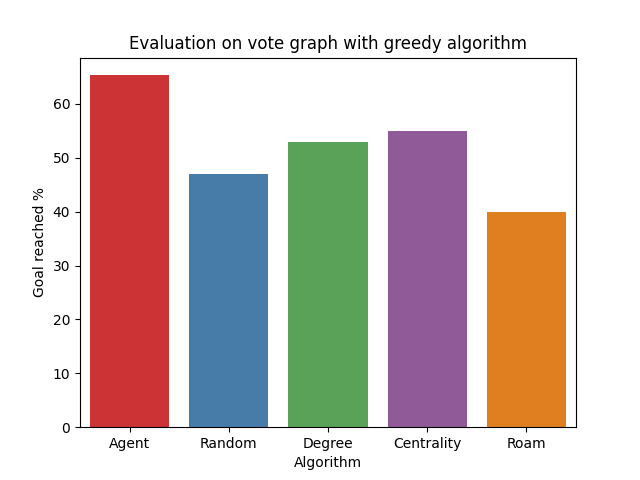 Evaluation on vote graph with greedy algorithm
Goal reached %
60
50
40
30
20
10
0
Agent Random Degree Centrality Roam
Algorithm